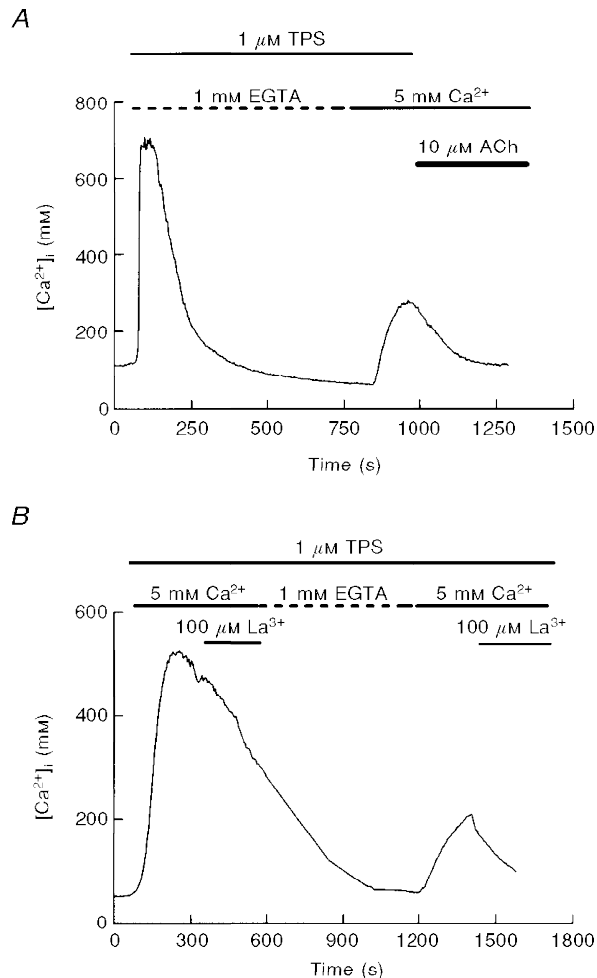 A
1 μM TPS
1 mM EGTA 5 mM Ca²⁺
10 μM ACh
800
600
400
200
0
[Ca²⁺]ᵢ (mM)
0 250 500 750 1000 1250 1500
Time (s)
B
1 μM TPS
5 mM Ca²⁺ 1 mM EGTA 5 mM Ca²⁺
100 μM La³⁺ 100 μM La³⁺
600
400
200
0
[Ca²⁺]ᵢ (mM)
0 300 600 900 1200 1500 1800
Time (s)